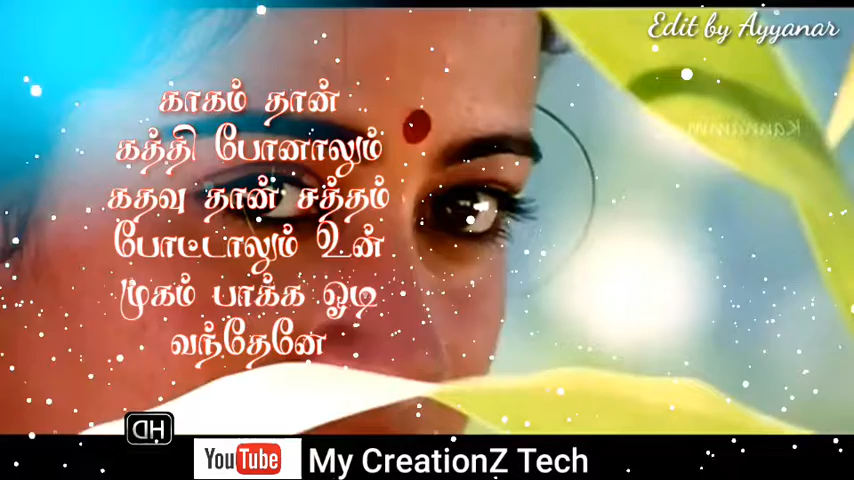 Edit by Ayyanar
காகம் தான்
கத்தி போனாலும்
கதவு தான் சத்தம்
போட்டாலும் உன்
முகம் பாக்க ஓடி
வந்தேனே
HD
YouTube My CreationZ Tech